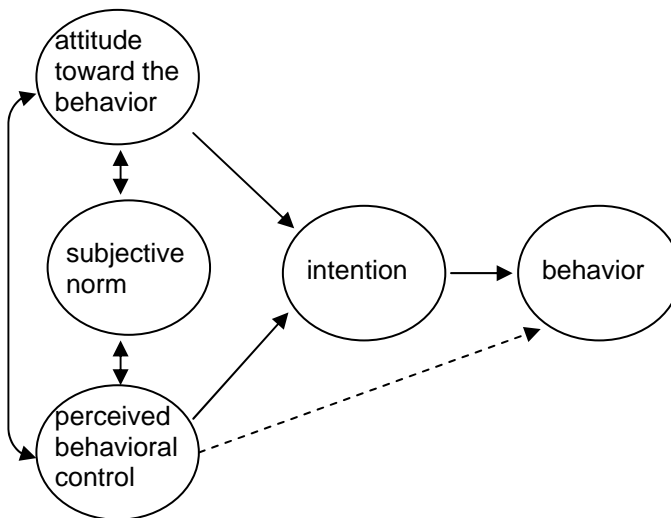 attitude
toward the
behavior
subjective
norm
intention
behavior
perceived
behavioral
control